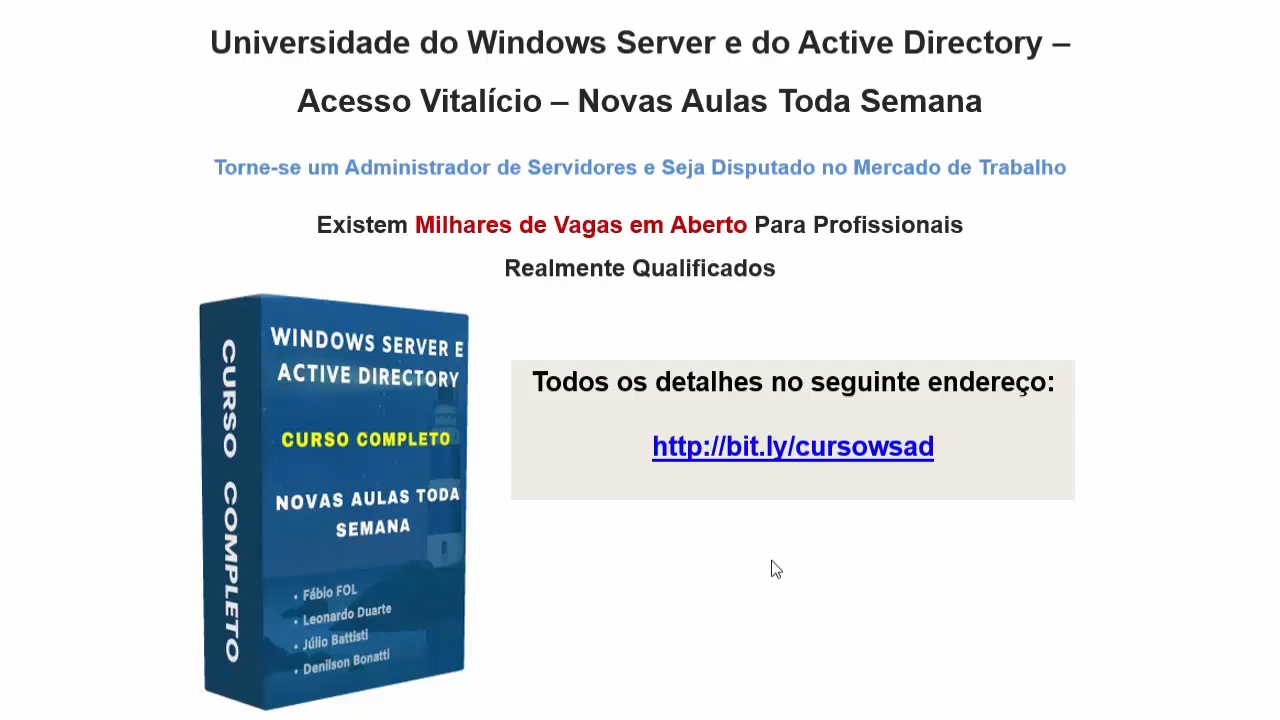 Universidade do Windows Server e do Active Directory –
Acesso Vitalício – Novas Aulas Toda Semana
Torne-se um Administrador de Servidores e Seja Disputado no Mercado de Trabalho
Existem Milhares de Vagas em Aberto Para Profissionais
Realmente Qualificados
CURSO COMPLETO
WINDOWS SERVER E
ACTIVE DIRECTORY
CURSO COMPLETO
NOVAS AULAS TODA
SEMANA
• Fábio FOL
• Leonardo Duarte
• Júlio Battisti
• Denilson Bonatti
Todos os detalhes no seguinte endereço:
http://bit.ly/cursowsad